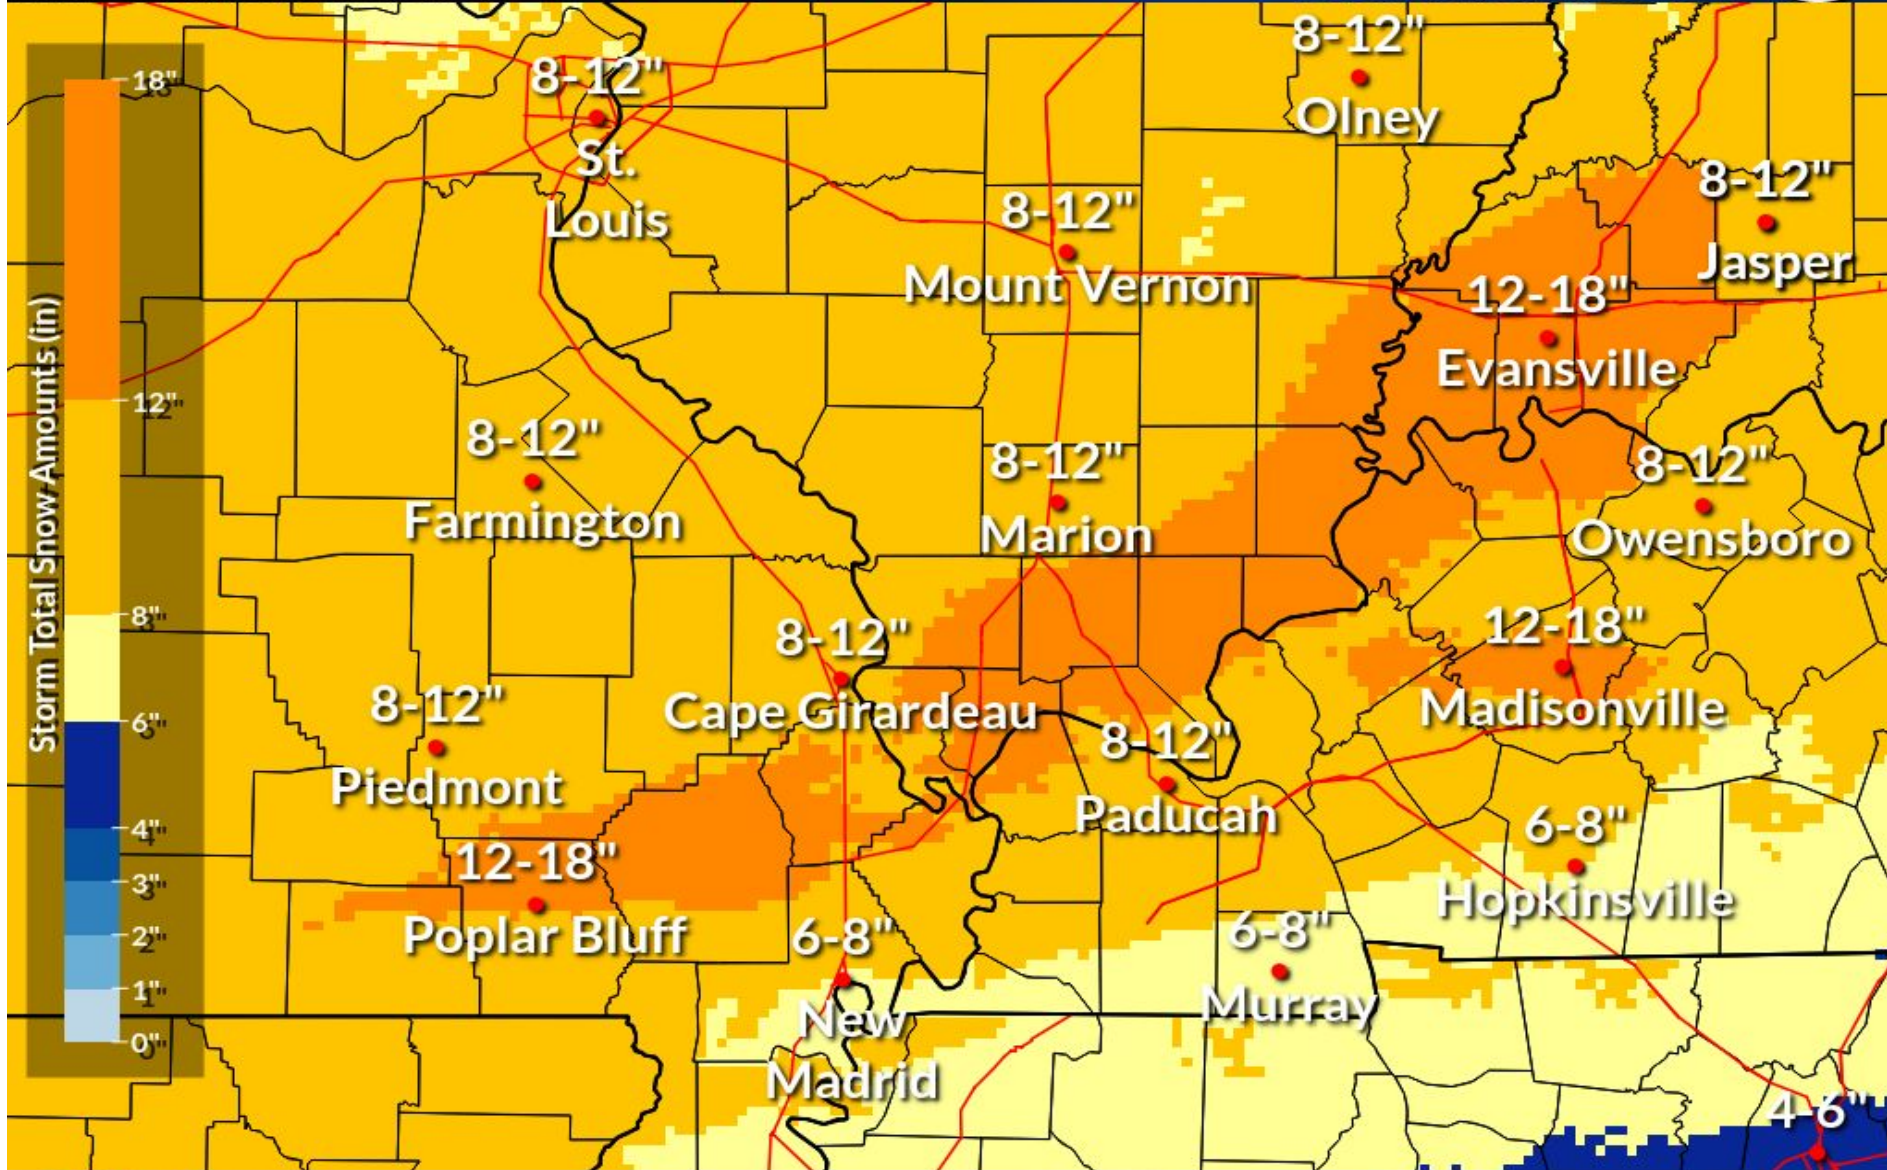 Storm Total Snow Amounts (in)
18"
12"
8"
6"
4"
3"
2"
1"
0"
8-12"
St.
Louis
8-12"
Olney
8-12"
Mount Vernon
8-12"
Jasper
12-18"
Evansville
8-12"
Farmington
8-12"
Marion
8-12"
Owensboro
8-12"
Cape Girardeau
12-18"
Madisonville
8-12"
Piedmont
8-12"
Paducah
12-18"
Poplar Bluff
6-8"
Hopkinsville
6-8"
New
Madrid
6-8"
Murray
4-6"